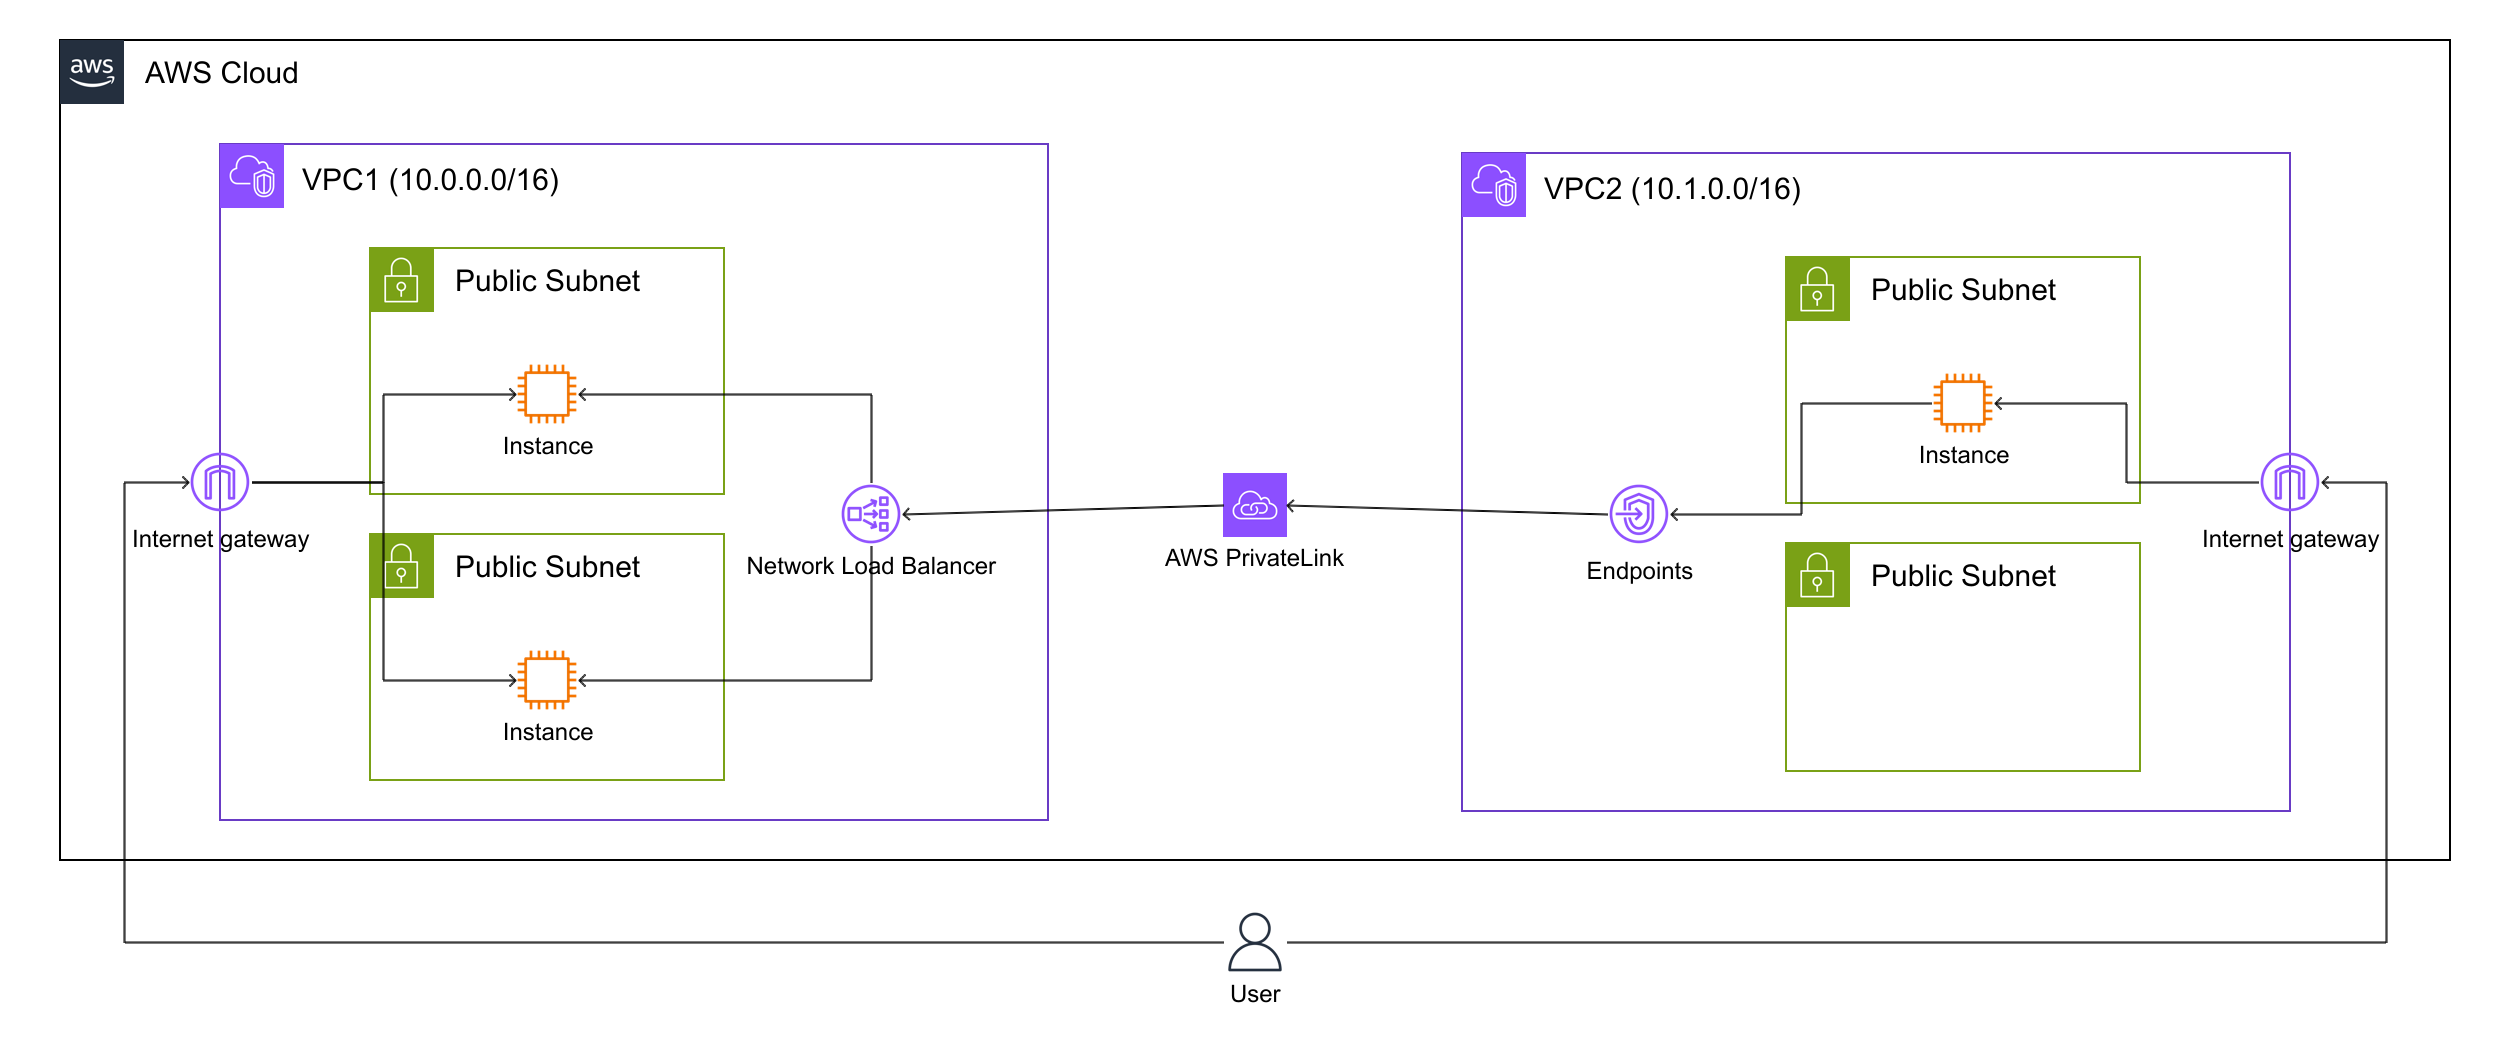 aws
AWS Cloud
VPC1 (10.0.0.0/16)
VPC2 (10.1.0.0/16)
Public Subnet
Public Subnet
Instance
Instance
Internet gateway
Internet gateway
Network Load Balancer
AWS PrivateLink
Endpoints
Public Subnet
Public Subnet
Instance
User